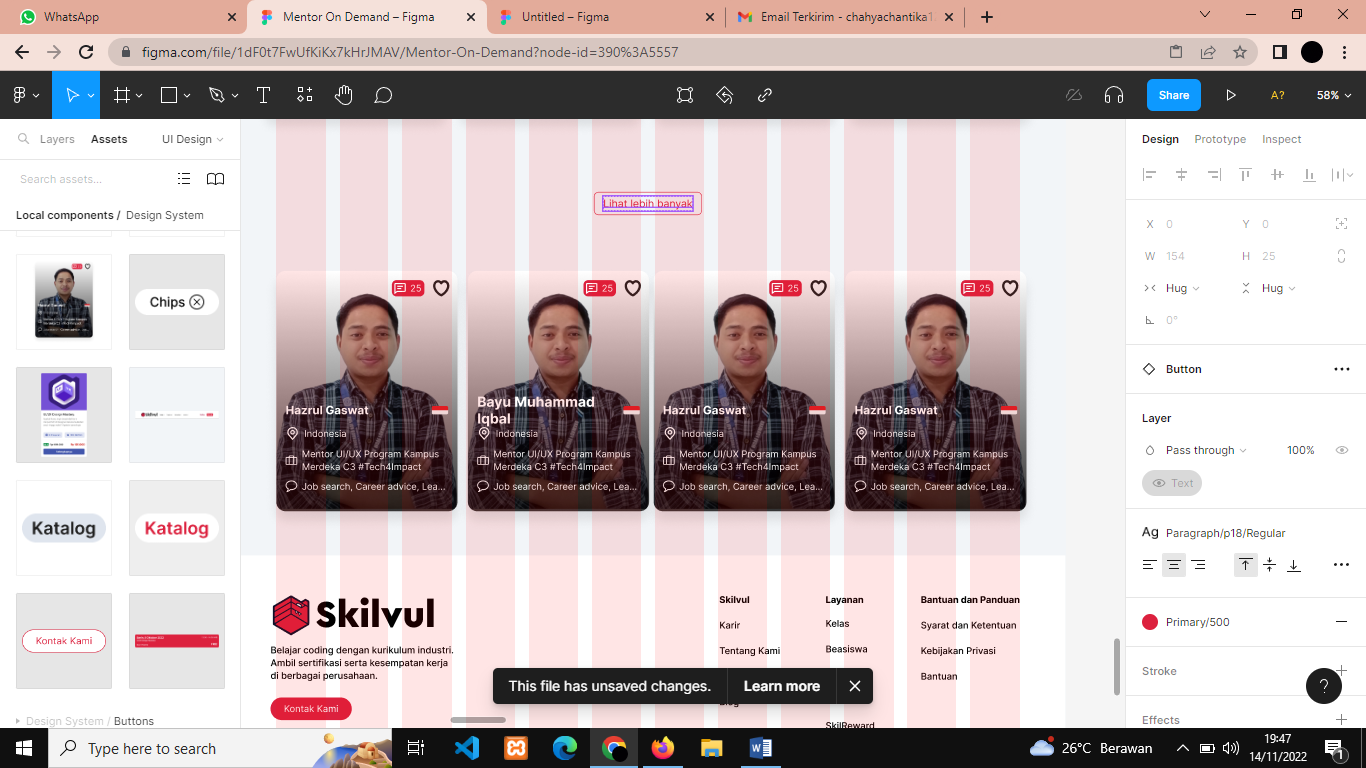 WhatsApp
Mentor On Demand – Figma
Untitled – Figma
Email Terkirim - chahyachantika1
figma.com/file/1dF0t7FwUfKiKx7kHrJMAV/Mentor-On-Demand?node-id=390%3A5557
Share
A?
58%
Layers
Assets
UI Design
Search assets...
Local components / Design System
Chips
Katalog
Katalog
Kontak Kami
Design System / Buttons
Lihat lebih banyak
25
25
25
25
Hazrul Gaswat
Indonesia
Mentor UI/UX Program Kampus
Merdeka C3 #Tech4Impact
Job search, Career advice, Lea...
Bayu Muhammad
Iqbal
Indonesia
Mentor UI/UX Program Kampus
Merdeka C3 #Tech4Impact
Job search, Career advice, Lea...
Hazrul Gaswat
Indonesia
Mentor UI/UX Program Kampus
Merdeka C3 #Tech4Impact
Job search, Career advice, Lea...
Hazrul Gaswat
Indonesia
Mentor UI/UX Program Kampus
Merdeka C3 #Tech4Impact
Job search, Career advice, Lea...
Skilvul
Belajar coding dengan kurikulum industri.
Ambil sertifikasi serta kesempatan kerja
di berbagai perusahaan.
Kontak Kami
Skilvul
Karir
Tentang Kami
Blog
Layanan
Kelas
Beasiswa
SkilReward
Bantuan dan Panduan
Syarat dan Ketentuan
Kebijakan Privasi
Bantuan
This file has unsaved changes.
Learn more
Design
Prototype
Inspect
X 0
Y 0
W 154
H 25
Hug
Hug
0°
Button
Layer
Pass through
100%
Text
Ag Paragraph/p18/Regular
Primary/500
Stroke
Effects
?
Type here to search
26°C Berawan
19:47
14/11/2022
1